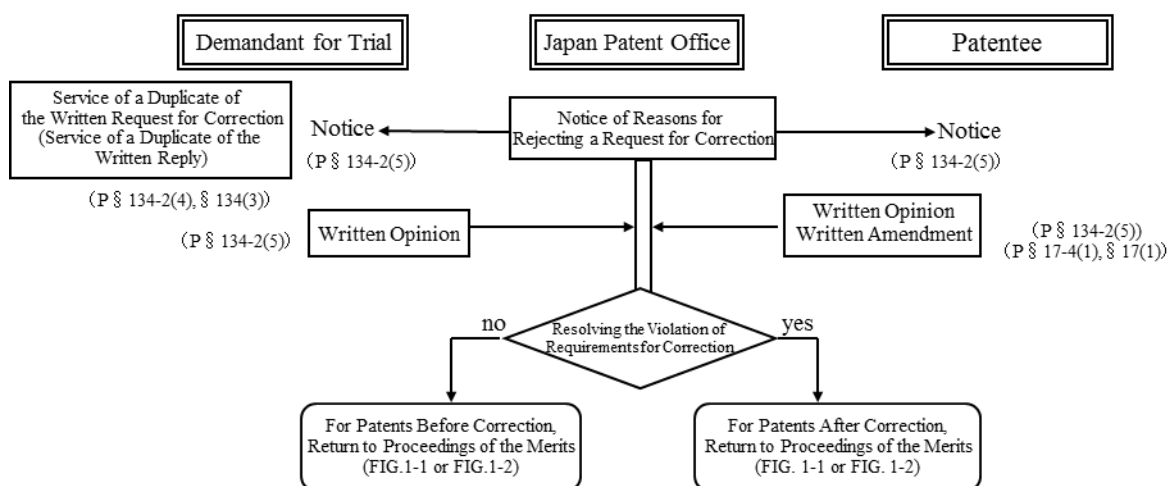 Demandant for Trial
Japan Patent Office
Patentee
Service of a Duplicate of
the Written Request for Correction
(Service of a Duplicate of the
Written Reply)
(P§ 134-2(4), § 134(3))
Notice
(P§ 134-2(5))
Notice of Reasons for
Rejecting a Request for Correction
Notice
(P§ 134-2(5))
(P§ 134-2(5))
Written Opinion
Written Opinion
Written Amendment
(P§ 134-2(5))
(P§ 17-4(1), § 17(1))
no
Resolving the Violation of
Requirements for Correction
yes
For Patents Before Correction,
Return to Proceedings of the Merits
(FIG.1-1 or FIG.1-2)
For Patents After Correction,
Return to Proceedings of the Merits
(FIG. 1-1 or FIG. 1-2)